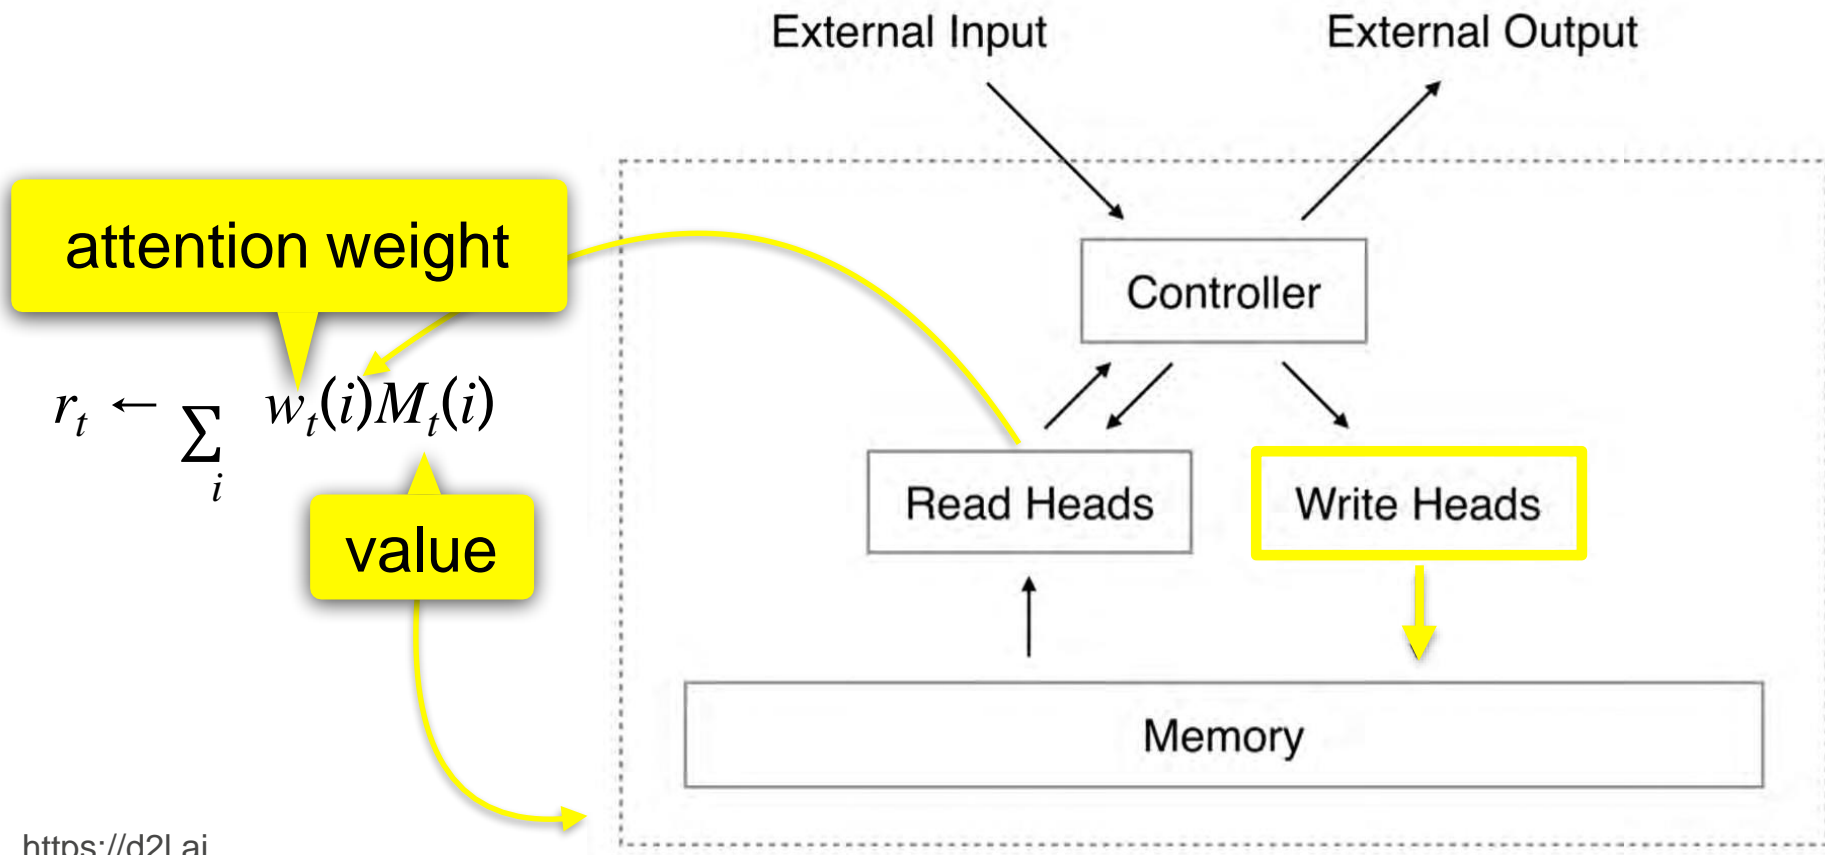 External Input
External Output
attention weight
Controller
r_t ← ∑_i w_t(i)M_t(i)
Read Heads
Write Heads
value
Memory
https://d2l.ai